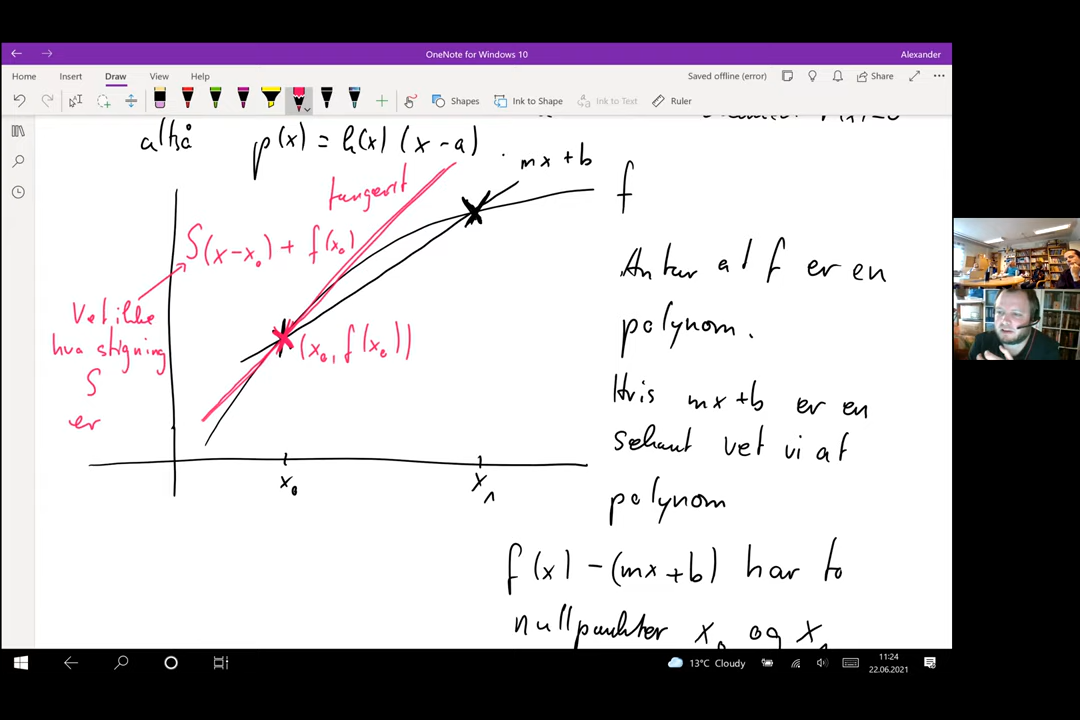 OneNote for Windows 10
Alexander
Home Insert Draw View Help
Saved offline (error)
Share
Shapes
Ink to Shape
Ink to Text
Ruler
altså p(x) = h(x) (x-a)
mx + b
tangent
f
S(x-x₀) + f(x₀)
Antar at f er en
polynom.
Vet ikke
hva stigning
S
er
(x₀, f(x₀))
Hvis mx + b er en
sekant vet vi at
polynom
x₀
x₁
f(x) - (mx + b) har to
nullpunkter x₀ og x₁
13°C Cloudy
11:24
22.06.2021